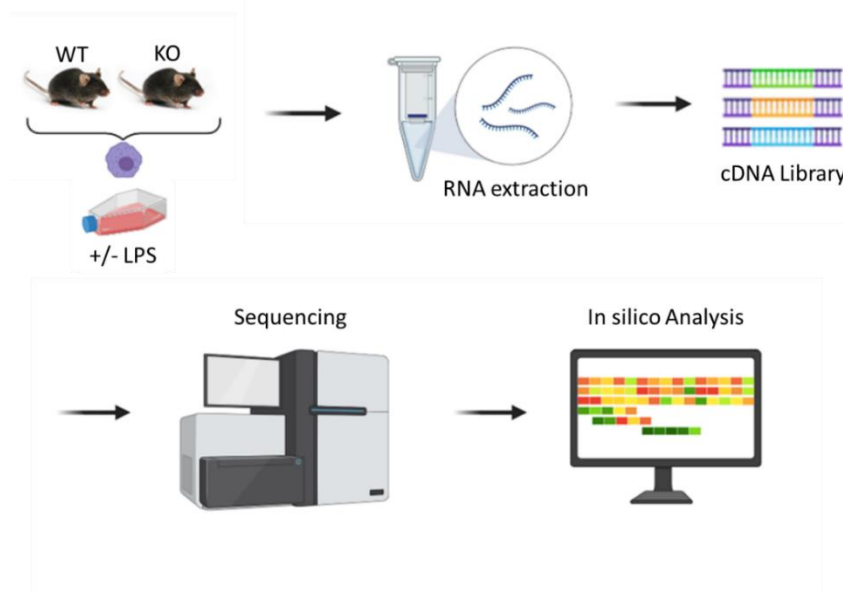 WT
KO
+/- LPS
RNA extraction
cDNA Library
Sequencing
In silico Analysis